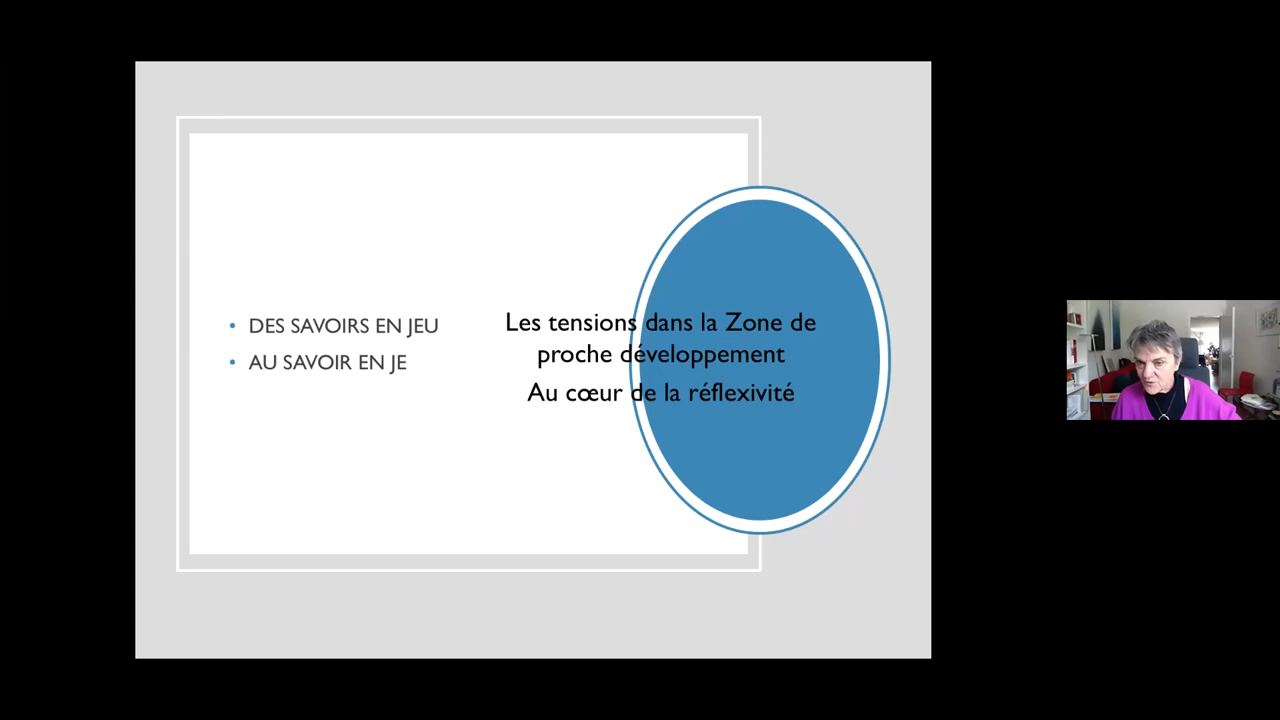 DES SAVOIRS EN JEU
AU SAVOIR EN JE
Les tensions dans la Zone de
proche développement
Au cœur de la réflexivité